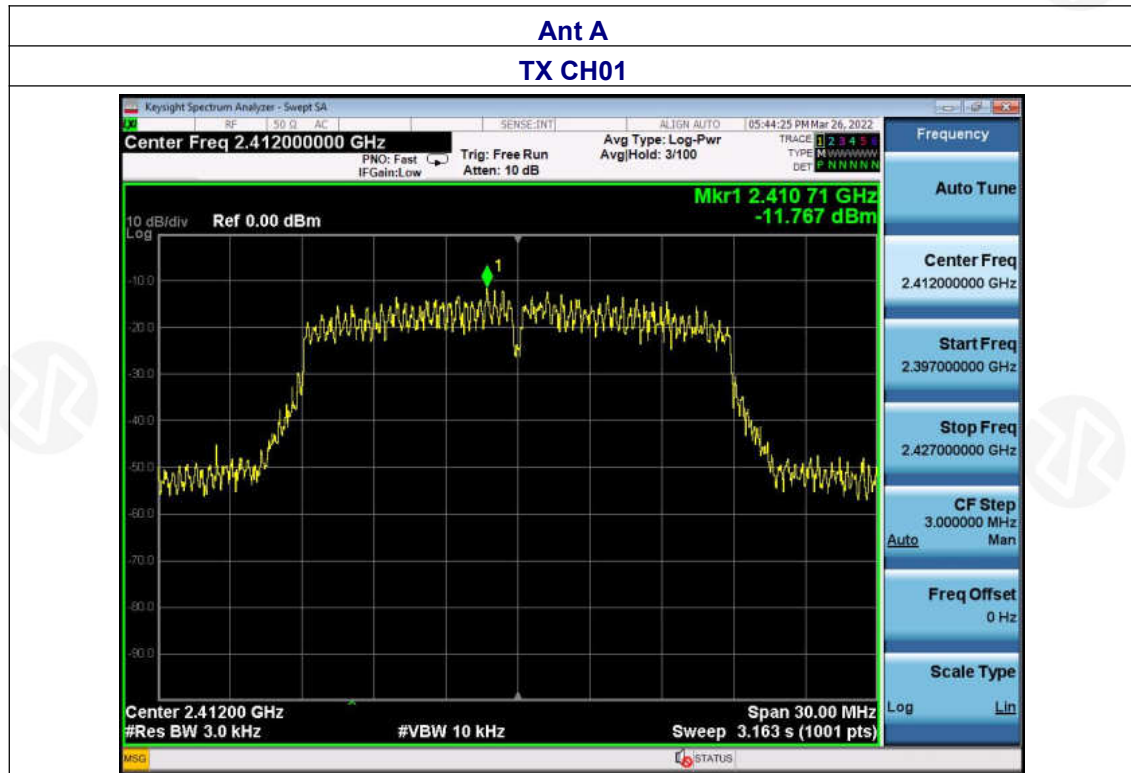 Ant A
TX CH01
Keysight Spectrum Analyzer - Swept SA
RF 50 Ω AC SENSE:INT ALIGN AUTO 05:44:25 PM Mar 26, 2022
Center Freq 2.412000000 GHz
PNO: Fast
IFGain:Low
Trig: Free Run
Atten: 10 dB
Avg Type: Log-Pwr
Avg|Hold: 3/100
TRACE 1 2 3 4 5 6
TYPE M WWWWW
DET P N N N N N
Mkr1 2.410 71 GHz
-11.767 dBm
10 dB/div Ref 0.00 dBm
Log
1
-10.0
-20.0
-30.0
-40.0
-50.0
-60.0
-70.0
-80.0
-90.0
Center 2.41200 GHz Span 30.00 MHz
#Res BW 3.0 kHz #VBW 10 kHz Sweep 3.163 s (1001 pts)
MSG STATUS
Frequency
Auto Tune
Center Freq
2.412000000 GHz
Start Freq
2.397000000 GHz
Stop Freq
2.427000000 GHz
CF Step
3.000000 MHz
Auto Man
Freq Offset
0 Hz
Scale Type
Log Lin